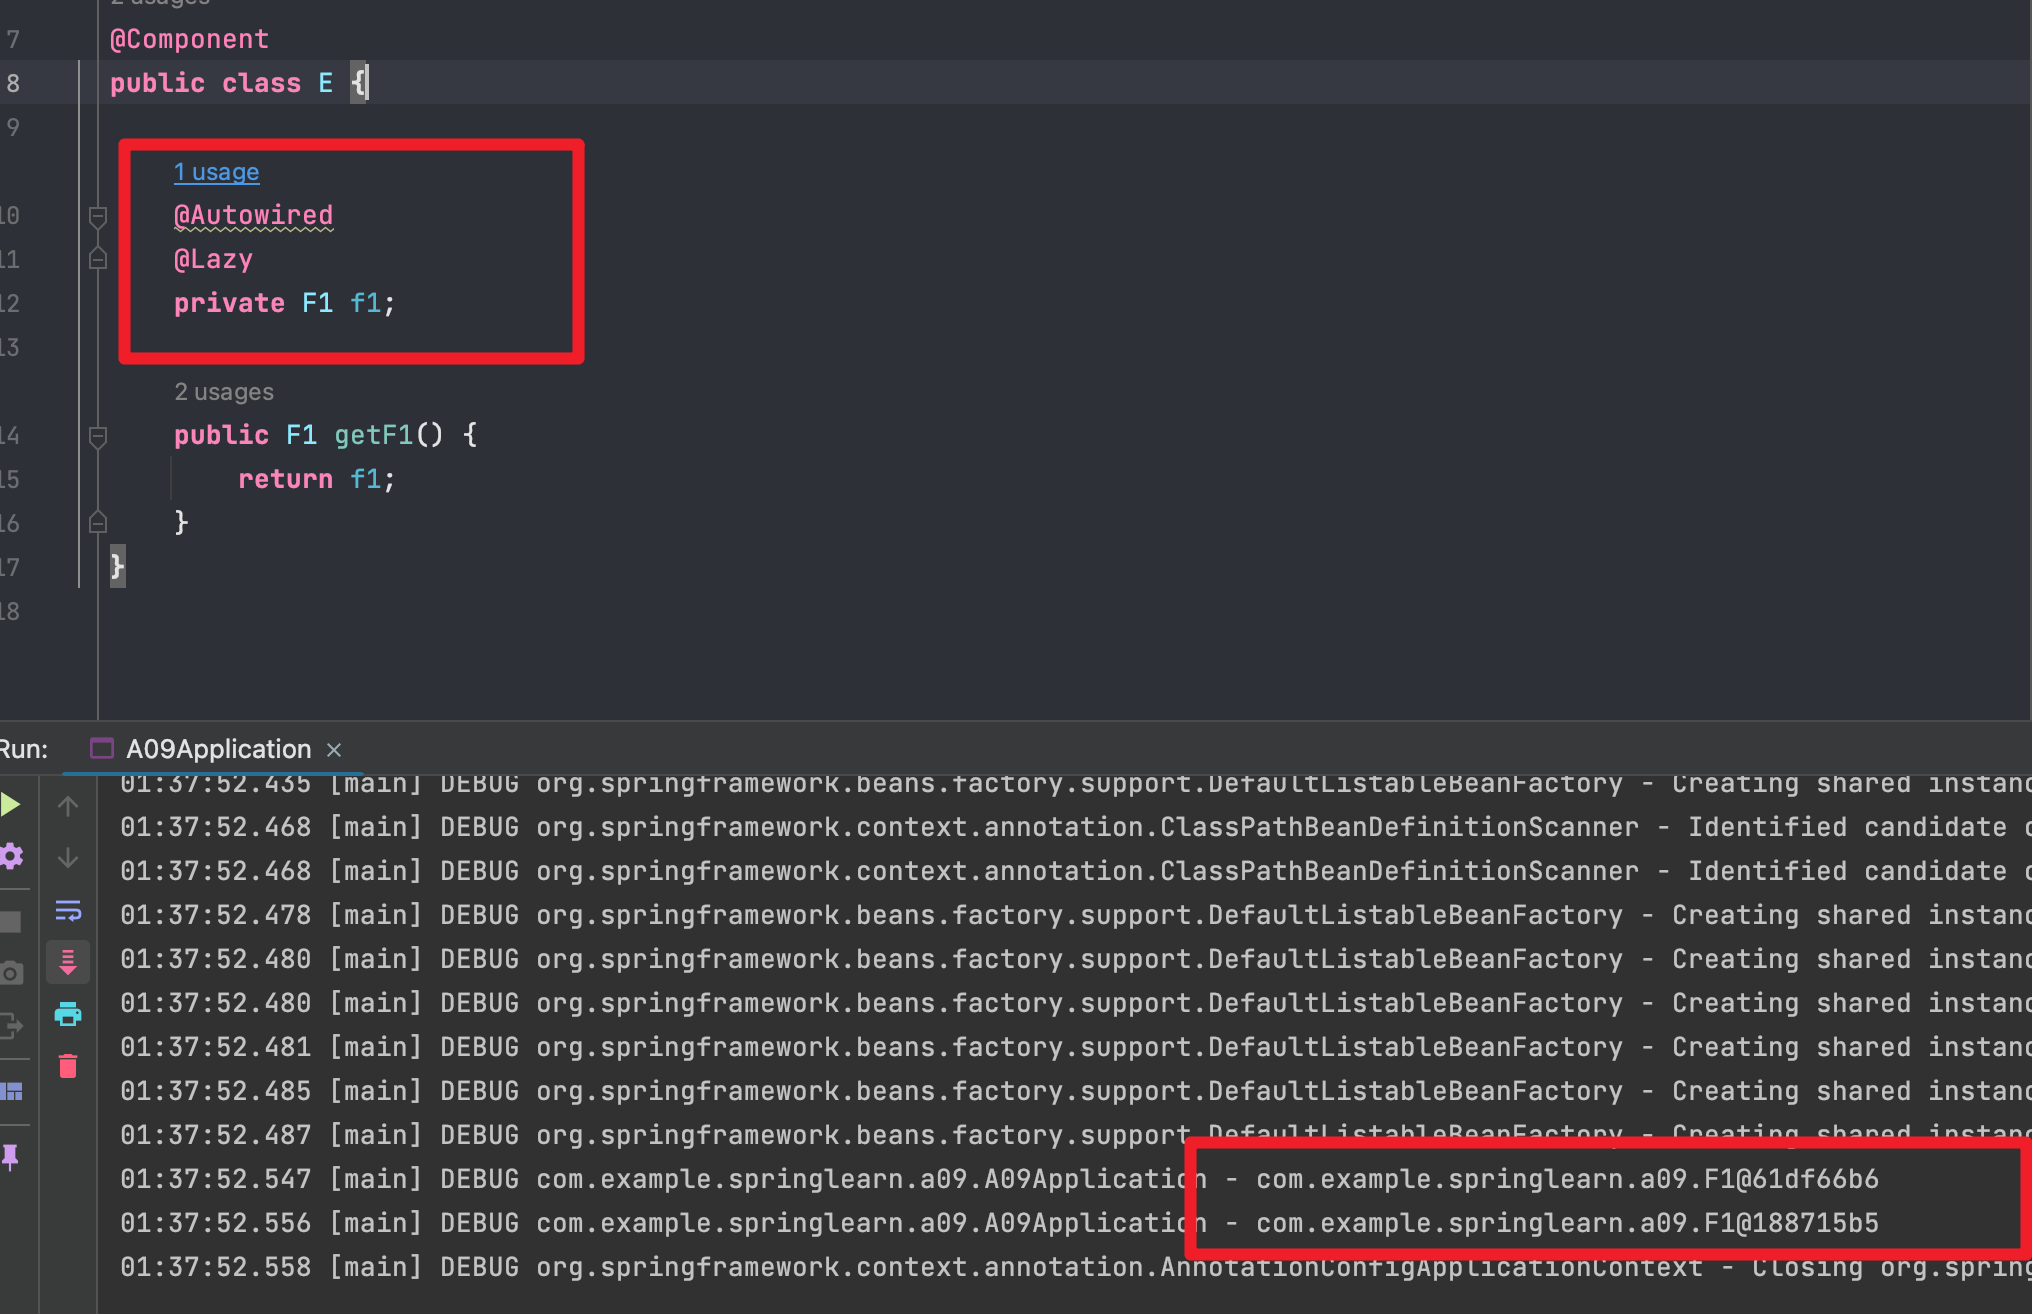 2 usages
7 @Component
8 public class E {
9
1 usage
10 @Autowired
11 @Lazy
12 private F1 f1;
13
2 usages
14 public F1 getF1() {
15 return f1;
16 }
17 }
18
Run: A09Application ×
01:37:52.435 [main] DEBUG org.springframework.beans.factory.support.DefaultListableBeanFactory - Creating shared instanc
01:37:52.468 [main] DEBUG org.springframework.context.annotation.ClassPathBeanDefinitionScanner - Identified candidate c
01:37:52.468 [main] DEBUG org.springframework.context.annotation.ClassPathBeanDefinitionScanner - Identified candidate c
01:37:52.478 [main] DEBUG org.springframework.beans.factory.support.DefaultListableBeanFactory - Creating shared instanc
01:37:52.480 [main] DEBUG org.springframework.beans.factory.support.DefaultListableBeanFactory - Creating shared instanc
01:37:52.480 [main] DEBUG org.springframework.beans.factory.support.DefaultListableBeanFactory - Creating shared instanc
01:37:52.481 [main] DEBUG org.springframework.beans.factory.support.DefaultListableBeanFactory - Creating shared instanc
01:37:52.485 [main] DEBUG org.springframework.beans.factory.support.DefaultListableBeanFactory - Creating shared instanc
01:37:52.487 [main] DEBUG org.springframework.beans.factory.support.DefaultListableBeanFactory - Creating shared instanc
01:37:52.547 [main] DEBUG com.example.springlearn.a09.A09Application - com.example.springlearn.a09.F1@61df66b6
01:37:52.556 [main] DEBUG com.example.springlearn.a09.A09Application - com.example.springlearn.a09.F1@188715b5
01:37:52.558 [main] DEBUG org.springframework.context.annotation.AnnotationConfigApplicationContext - Closing org.spring